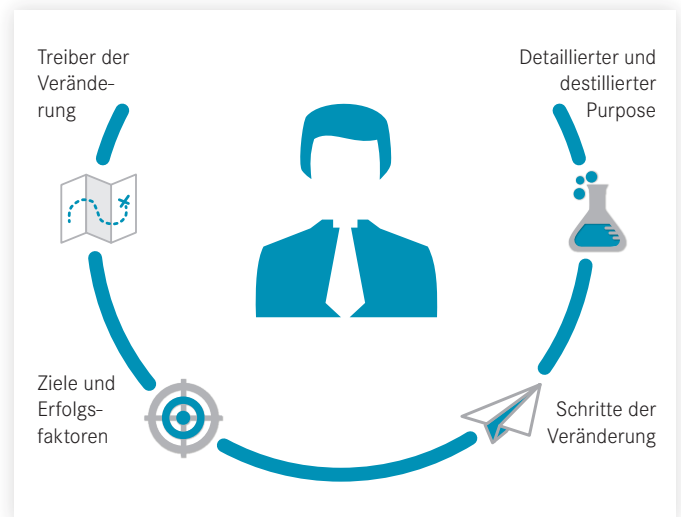 Treiber der
Verände-
rung
Detaillierter und
destillierter
Purpose
Ziele und
Erfolgs-
faktoren
Schritte der
Veränderung